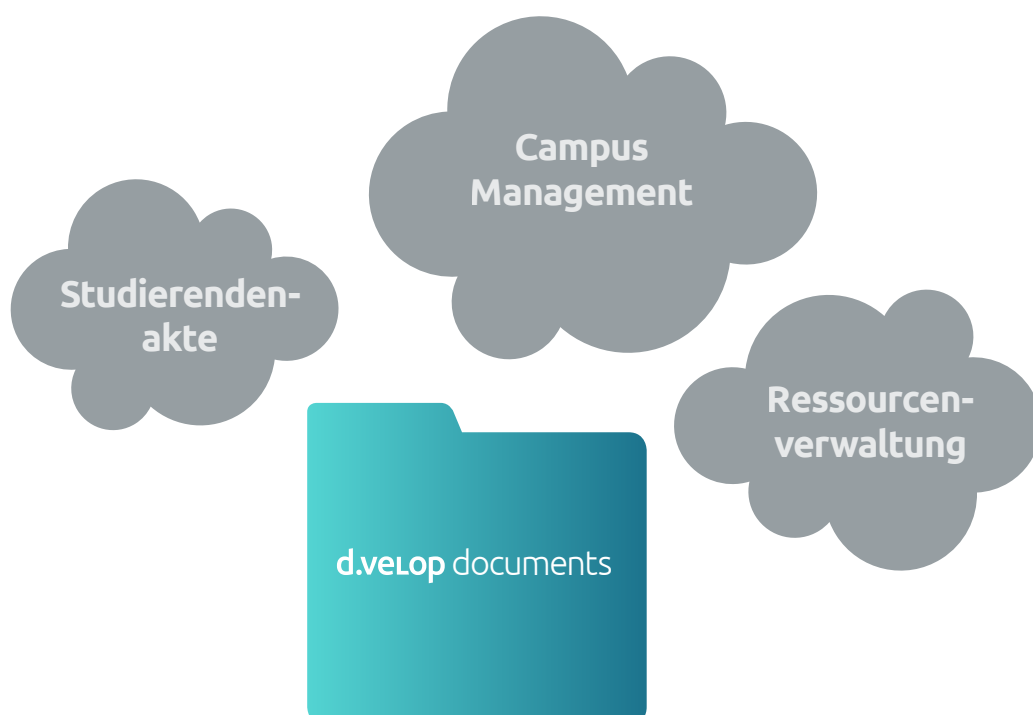 Campus
Management
Studierenden-
akte
Ressourcen-
verwaltung
d.velop documents